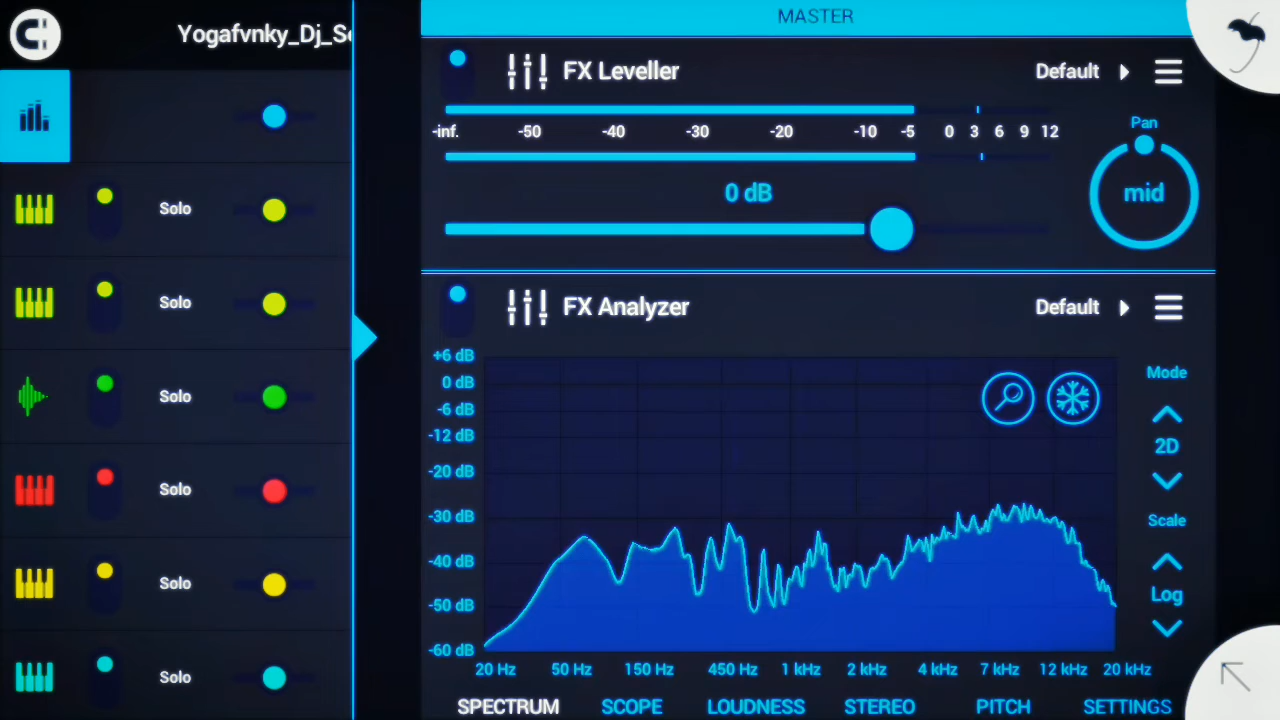 Yogafvnky_Dj_S
MASTER
FX Leveller
Default
-inf. -50 -40 -30 -20 -10 -5 0 3 6 9 12
Pan
mid
0 dB
Solo
Solo
Solo
Solo
Solo
Solo
FX Analyzer
Default
+6 dB
0 dB
-6 dB
-12 dB
-20 dB
-30 dB
-40 dB
-50 dB
-60 dB
20 Hz 50 Hz 150 Hz 450 Hz 1 kHz 2 kHz 4 kHz 7 kHz 12 kHz 20 kHz
Mode
2D
Scale
Log
SPECTRUM SCOPE LOUDNESS STEREO PITCH SETTINGS